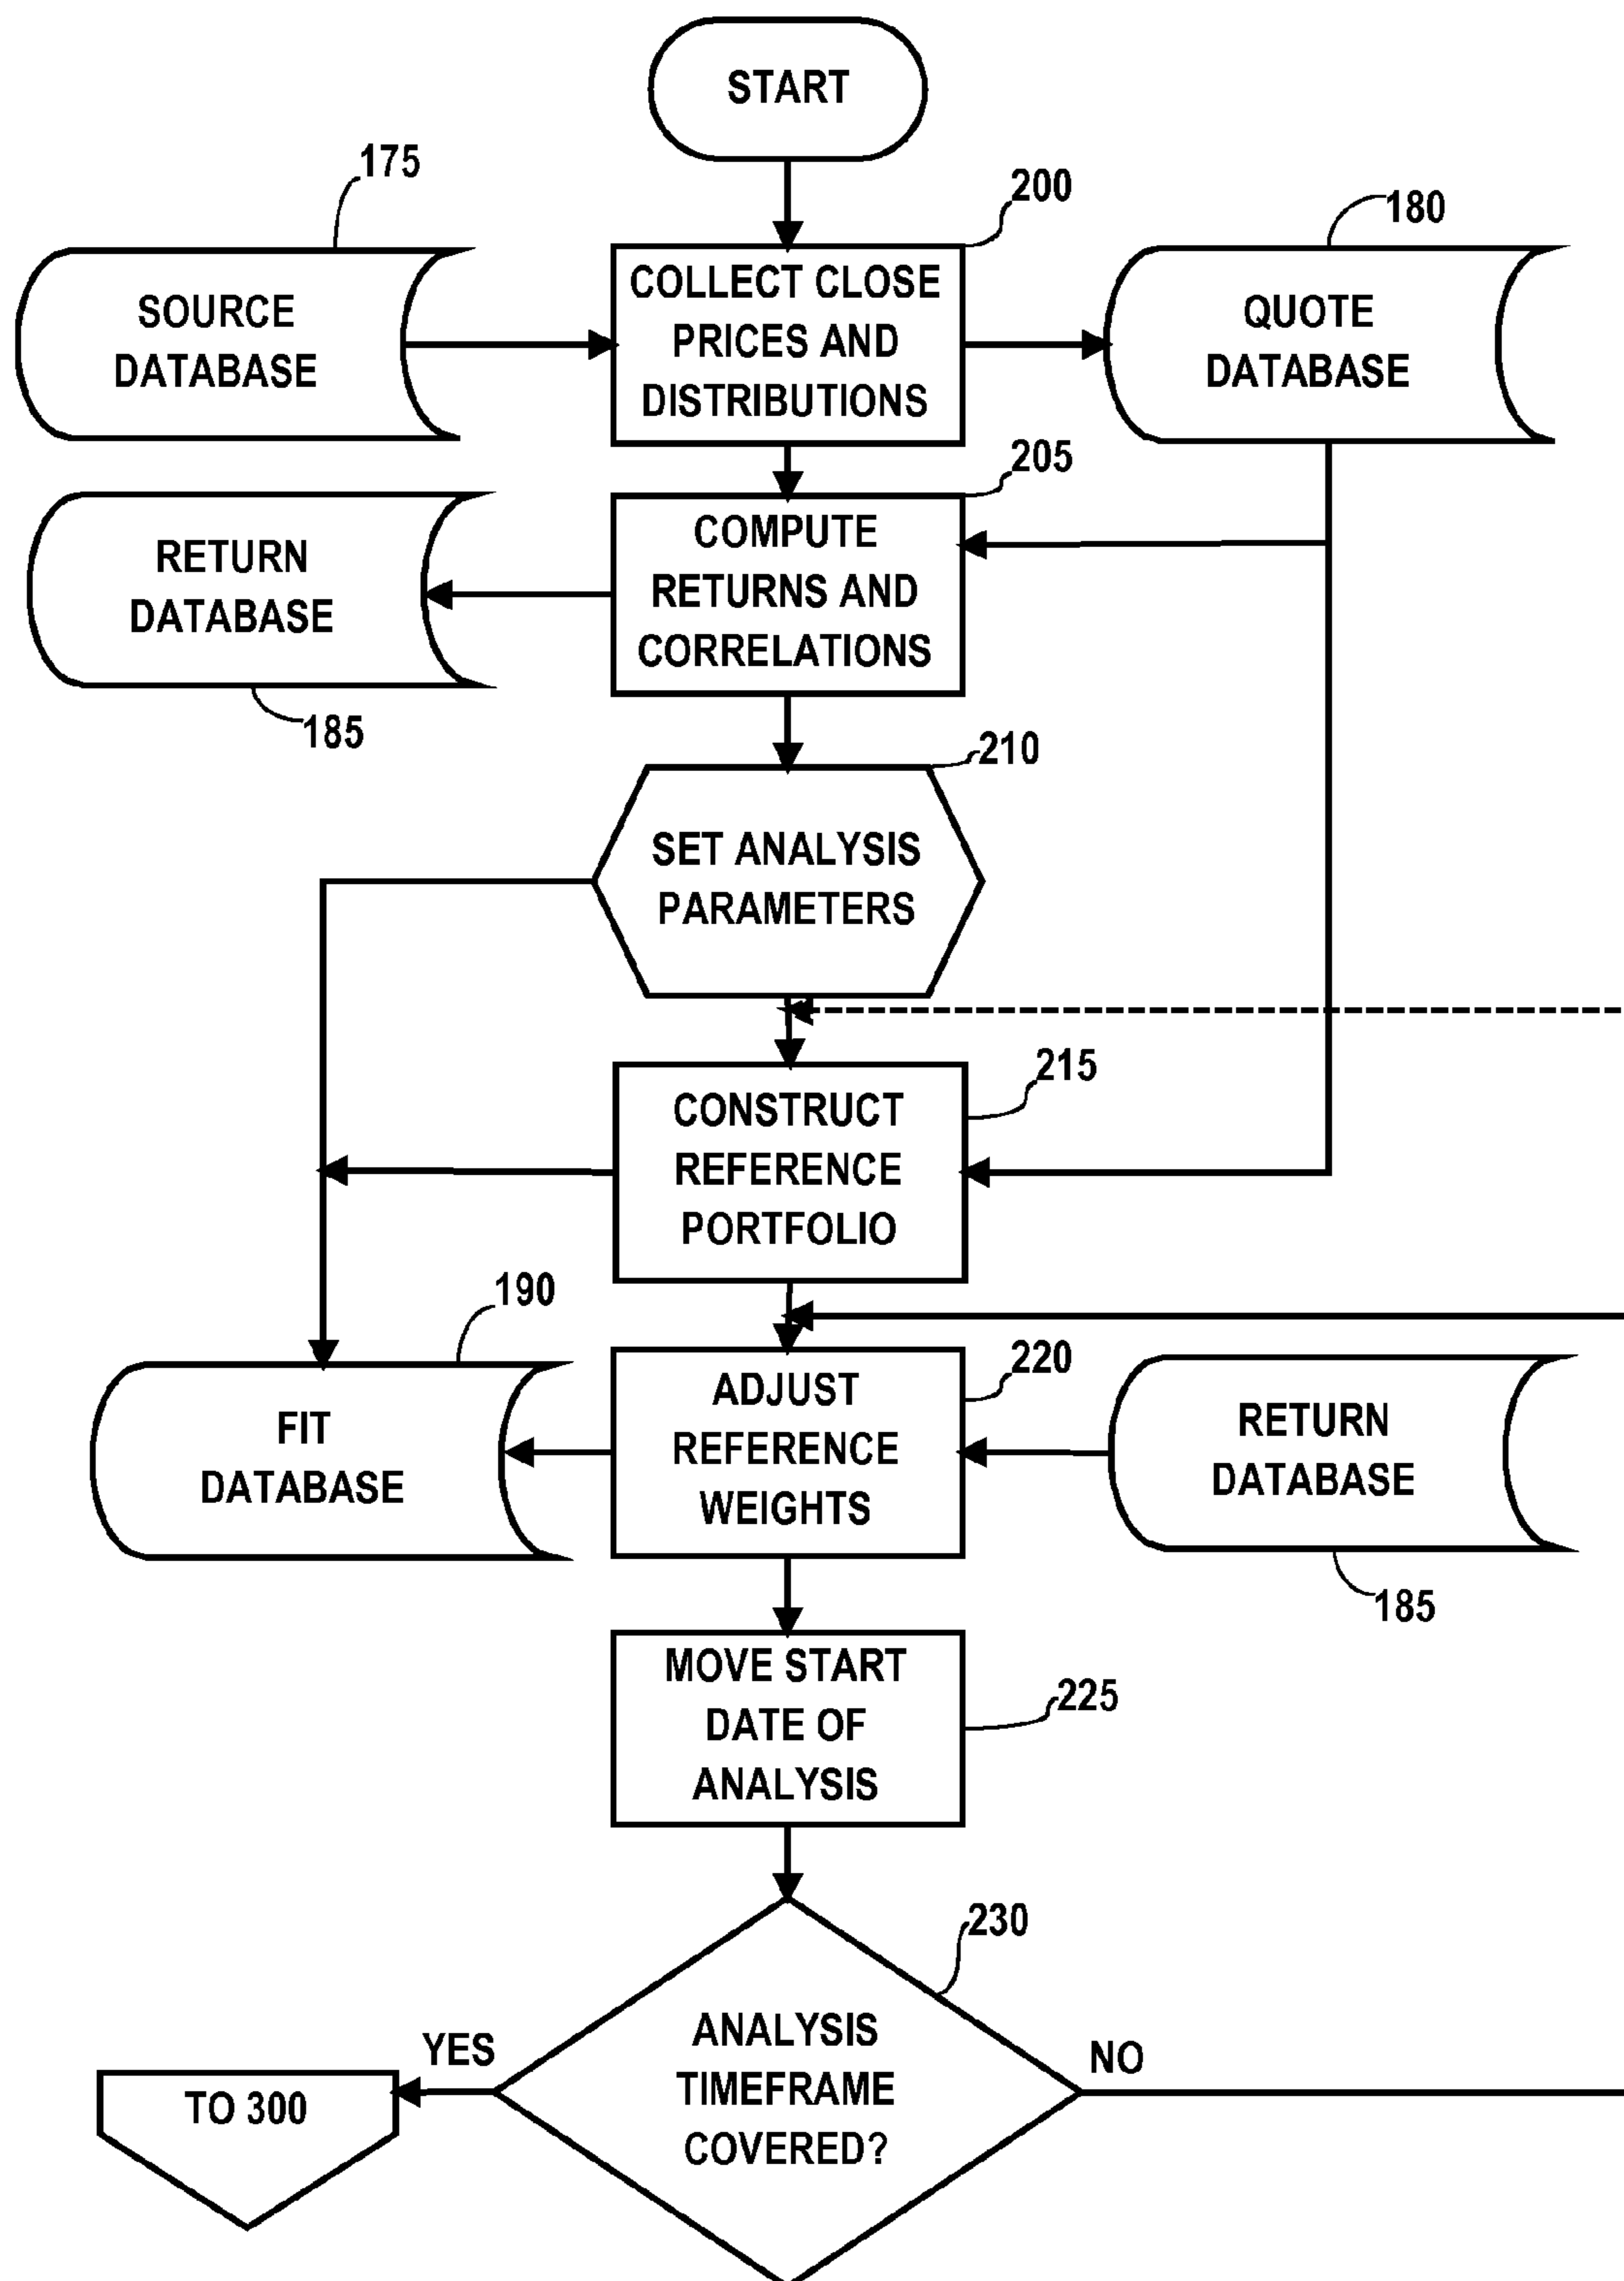 START
175
200
180
SOURCE
DATABASE
COLLECT CLOSE
PRICES AND
DISTRIBUTIONS
QUOTE
DATABASE
205
RETURN
DATABASE
COMPUTE
RETURNS AND
CORRELATIONS
185
210
SET ANALYSIS
PARAMETERS
215
CONSTRUCT
REFERENCE
PORTFOLIO
190
220
FIT
DATABASE
ADJUST
REFERENCE
WEIGHTS
RETURN
DATABASE
185
MOVE START
DATE OF
ANALYSIS
225
230
ANALYSIS
TIMEFRAME
COVERED?
YES
NO
TO 300